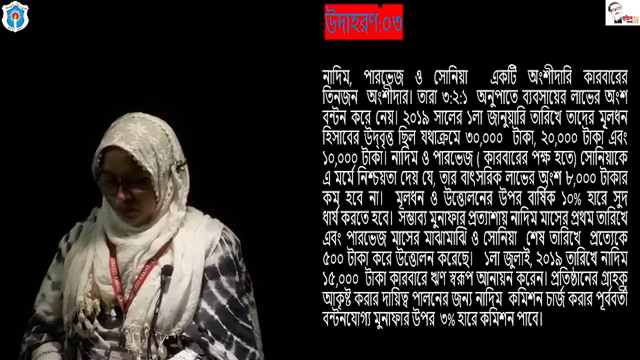 উদাহরণ:০৩
নাদিম, পারভেজ ও সোনিয়া একটি অংশীদারি কারবারের
তিনজন অংশীদার। তারা ৩:২:১ অনুপাতে ব্যবসায়ের লাভের অংশ
বন্টন করে নেয়। ২০১৯ সালের ১লা জানুয়ারি তারিখে তাদের মূলধন
হিসাবের উদ্বৃত্ত ছিল যথাক্রমে ৩০,০০০ টাকা, ২০,০০০ টাকা এবং
১০,০০০ টাকা। নাদিম ও পারভেজ ( কারবারের পক্ষ হতে) সোনিয়াকে
এ মর্মে নিশ্চয়তা দেয় যে, তার বাৎসরিক লাভের অংশ ৮,০০০ টাকার
কম হবে না। মূলধন ও উত্তোলনের উপর বার্ষিক ১০% হারে সুদ
ধার্য করতে হবে। সম্ভাব্য মুনাফার প্রত্যাশায় নাদিম মাসের প্রথম তারিখে
এবং পারভেজ মাসের মাঝামাঝি ও সোনিয়া শেষ তারিখে, প্রত্যেকে
৫০০ টাকা করে উত্তোলন করেছে। ১লা জুলাই, ২০১৯ তারিখে নাদিম
১৫,০০০ টাকা কারবারে ঋণ স্বরূপ আনায়ন করেন। প্রতিষ্ঠানের গ্রাহক
আকৃষ্ট করার দায়িত্ব পালনের জন্য নাদিম কমিশন চার্জ করার পূর্ববর্তী
বন্টনযোগ্য মুনাফার উপর ৩% হারে কমিশন পাবে।